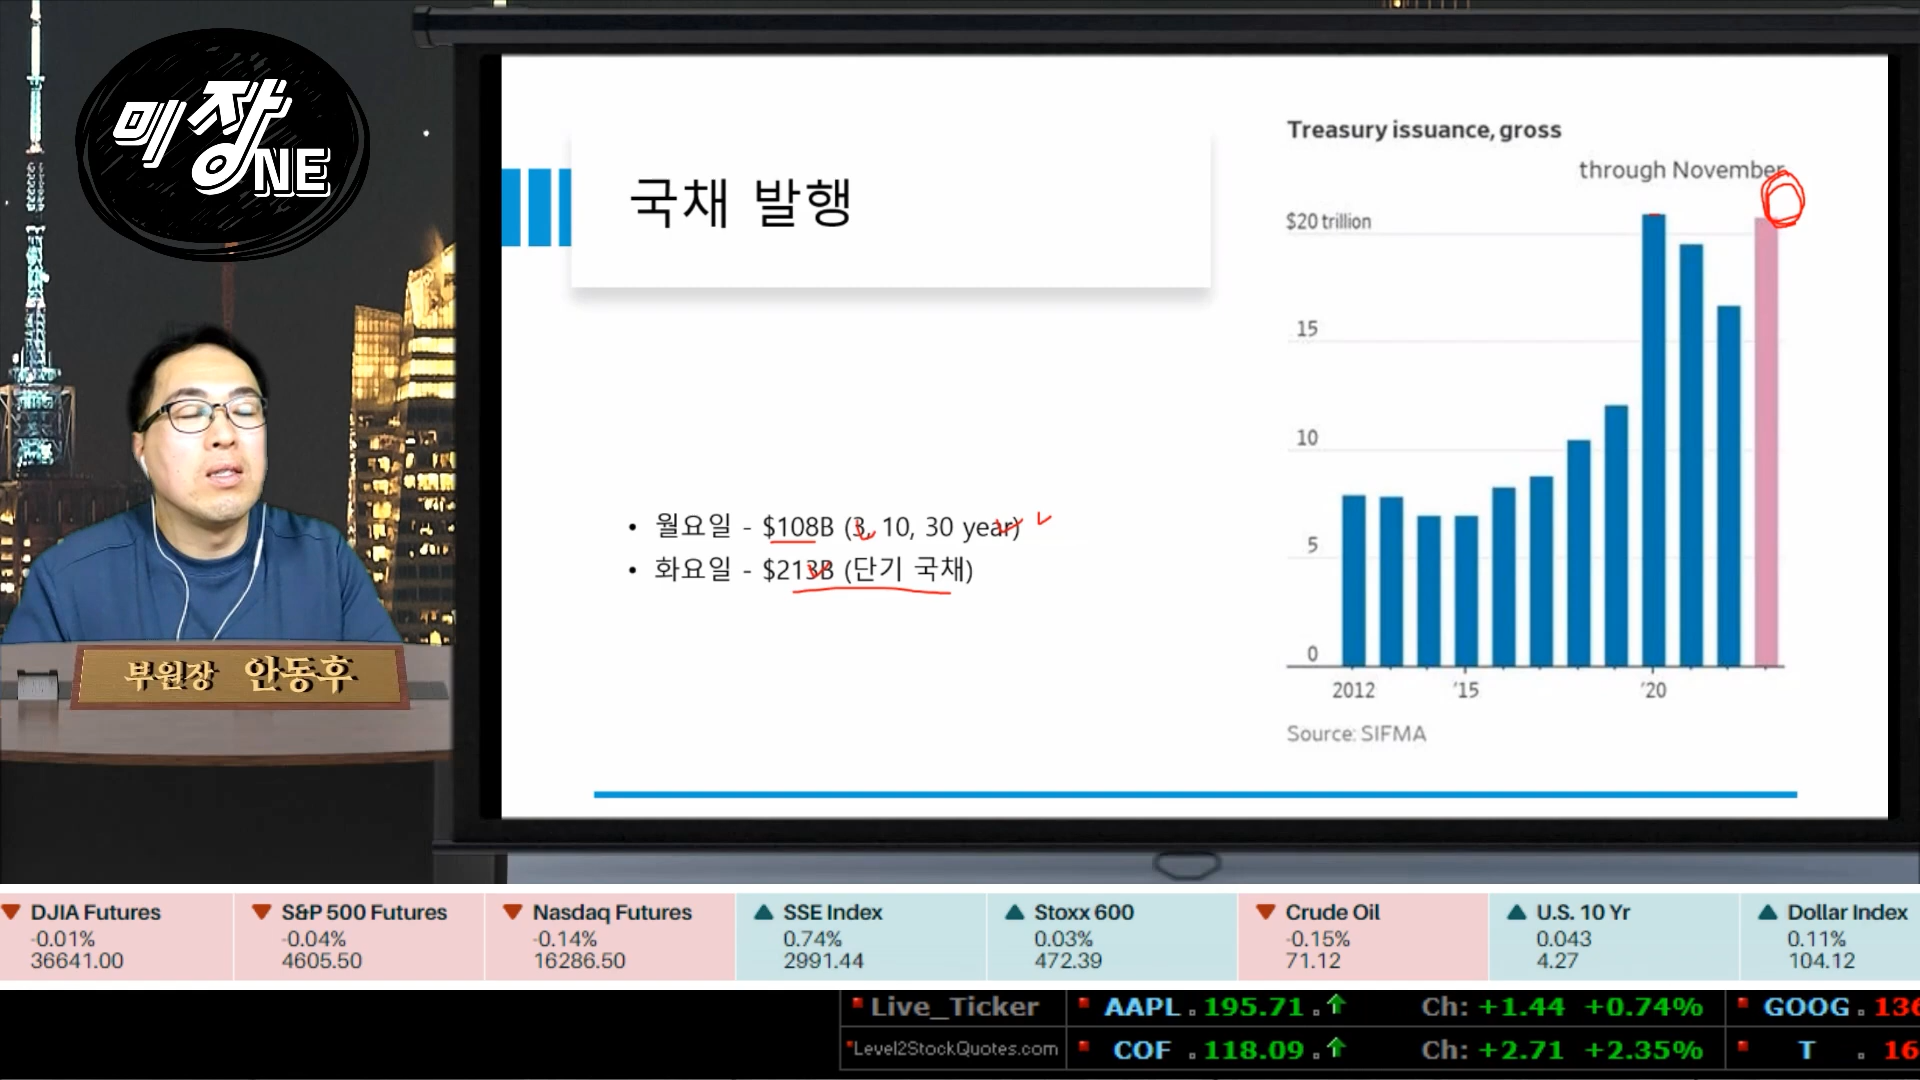 미장
NE
국채 발행
월요일 - $108B (3, 10, 30 year)
화요일 - $213B (단기 국채)
Treasury issuance, gross
through November
$20 trillion
15
10
5
0
2012 '15 '20
Source: SIFMA
부원장 안동후
DJIA Futures
-0.01%
36641.00
S&P 500 Futures
-0.04%
4605.50
Nasdaq Futures
-0.14%
16286.50
SSE Index
0.74%
2991.44
Stoxx 600
0.03%
472.39
Crude Oil
-0.15%
71.12
U.S. 10 Yr
0.043
4.27
Dollar Index
0.11%
104.12
Live_Ticker AAPL . 195.71 . Ch: +1.44 +0.74% GOOG . 136
Level2StockQuotes.com COF . 118.09 . Ch: +2.71 +2.35% T . 16